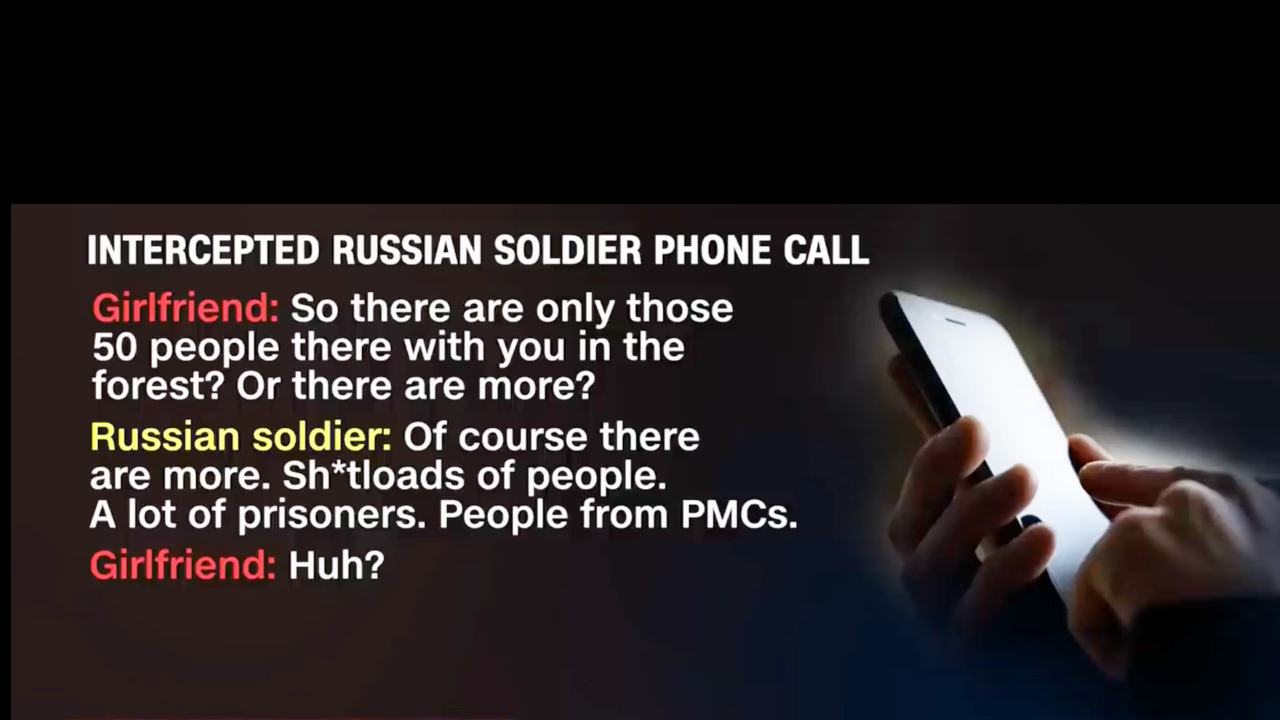 INTERCEPTED RUSSIAN SOLDIER PHONE CALL
Girlfriend: So there are only those
50 people there with you in the
forest? Or there are more?
Russian soldier: Of course there
are more. Sh*tloads of people.
A lot of prisoners. People from PMCs.
Girlfriend: Huh?